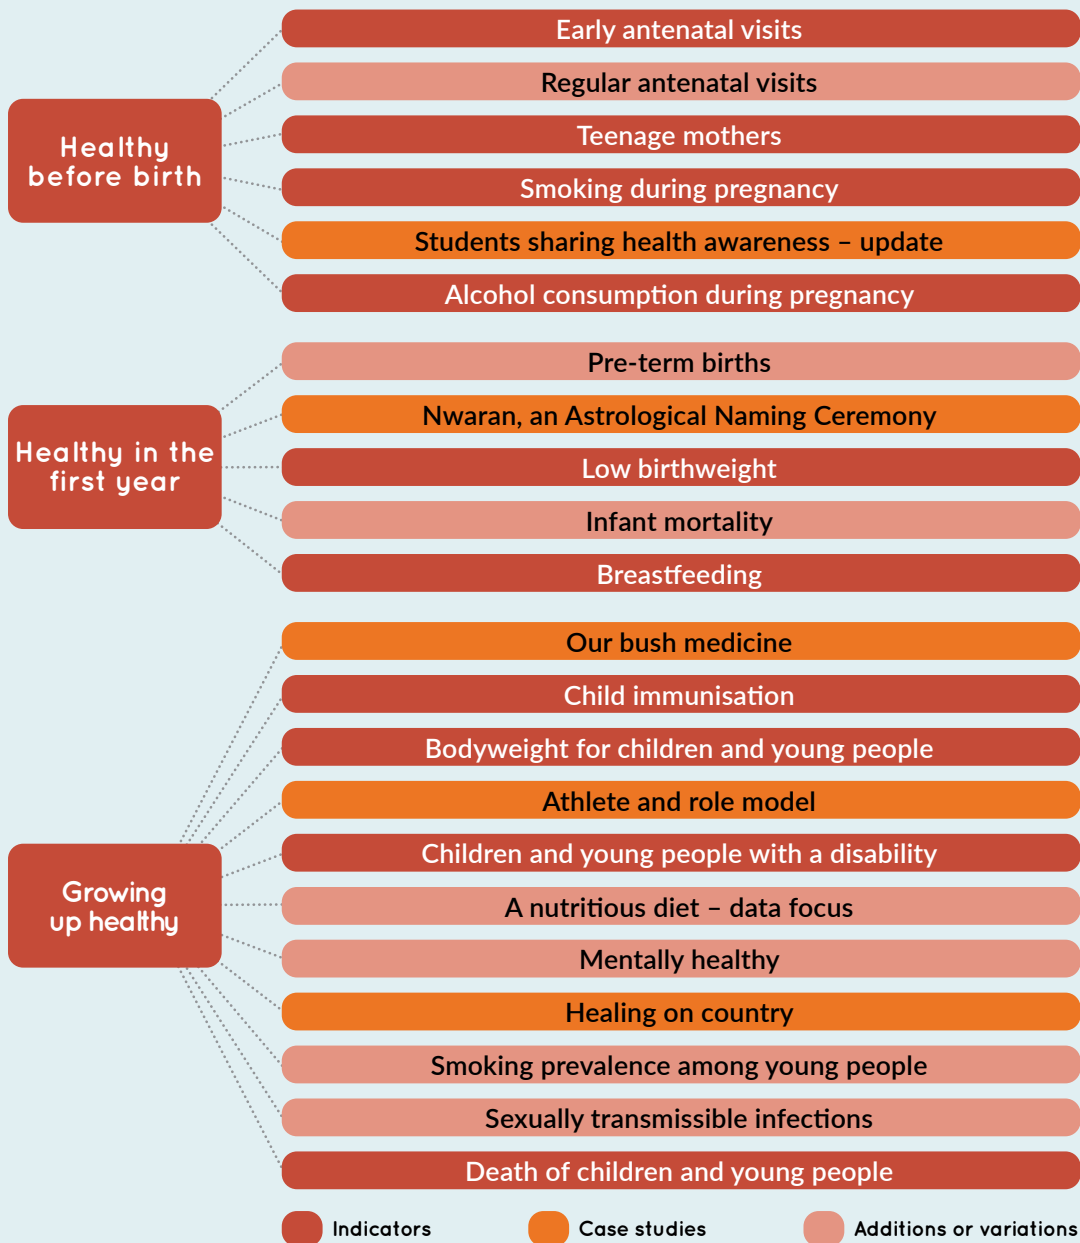 Healthy
before birth
Early antenatal visits
Regular antenatal visits
Teenage mothers
Smoking during pregnancy
Students sharing health awareness – update
Alcohol consumption during pregnancy
Healthy in the
first year
Pre-term births
Nwaran, an Astrological Naming Ceremony
Low birthweight
Infant mortality
Breastfeeding
Growing
up healthy
Our bush medicine
Child immunisation
Bodyweight for children and young people
Athlete and role model
Children and young people with a disability
A nutritious diet – data focus
Mentally healthy
Healing on country
Smoking prevalence among young people
Sexually transmissible infections
Death of children and young people
Indicators
Case studies
Additions or variations